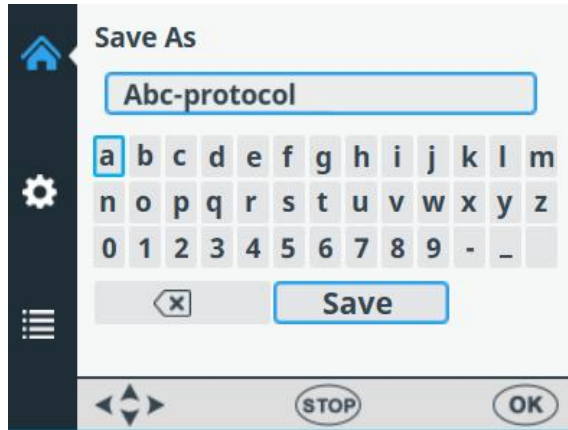 Save As
Abc-protocol
a b c d e f g h i j k l m
n o p q r s t u v w x y z
0 1 2 3 4 5 6 7 8 9 - _
Save
STOP OK